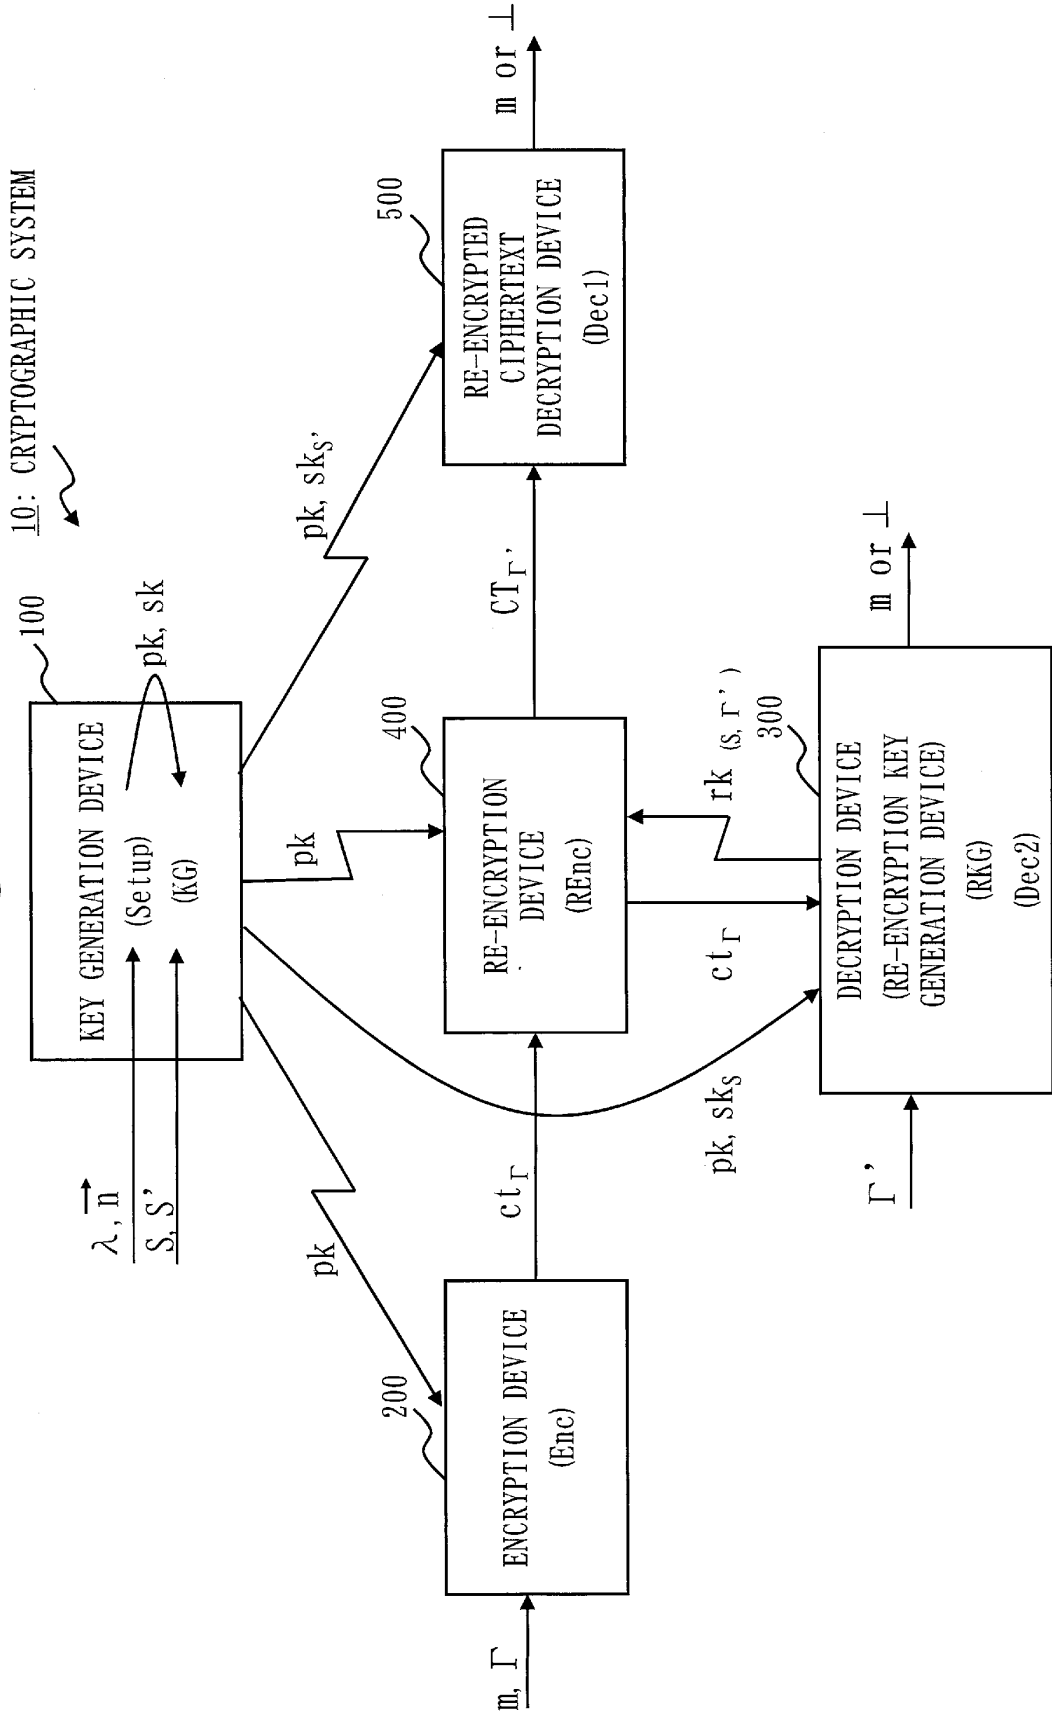 10: CRYPTOGRAPHIC SYSTEM
100
KEY GENERATION DEVICE
(Setup)
(KG)
pk, sk
λ, n→
S, S'
pk
pk
pk, skS'
pk, skS
200
ENCRYPTION DEVICE
(Enc)
m, Γ
ctΓ
400
RE-ENCRYPTION
DEVICE
(REnc)
CTΓ'
500
RE-ENCRYPTED
CIPHERTEXT
DECRYPTION DEVICE
(Dec1)
m or ⊥
ctΓ
rk (S, Γ')
300
DECRYPTION DEVICE
(RE-ENCRYPTION KEY
GENERATION DEVICE)
(RKG)
(Dec2)
Γ'
m or ⊥